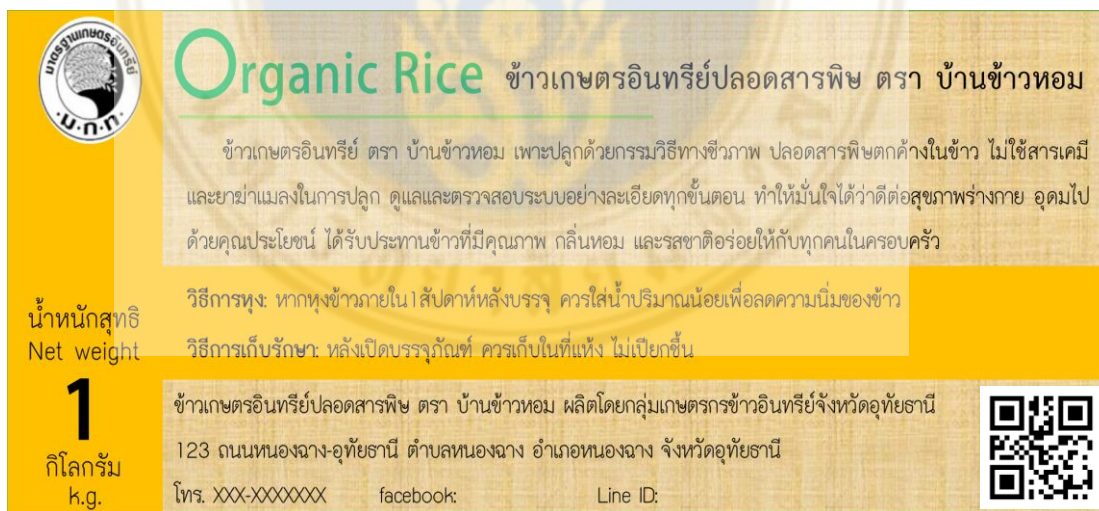 มาตรฐานเกษตรอินทรีย์
ม.ก.ท.
Organic Rice ข้าวเกษตรอินทรีย์ปลอดสารพิษ ตรา บ้านข้าวหอม
ข้าวเกษตรอินทรีย์ ตรา บ้านข้าวหอม เพาะปลูกด้วยกรรมวิธีทางชีวภาพ ปลอดสารพิษตกค้างในข้าว ไม่ใช้สารเคมี
และยาฆ่าแมลงในการปลูก ดูแลและตรวจสอบระบบอย่างละเอียดทุกขั้นตอน ทำให้มั่นใจได้ว่าดีต่อสุขภาพร่างกาย อุดมไป
ด้วยคุณประโยชน์ ได้รับประทานข้าวที่มีคุณภาพ กลิ่นหอม และรสชาติอร่อยให้กับทุกคนในครอบครัว
วิธีการหุง: หากหุงข้าวภายใน1สัปดาห์หลังบรรจุ ควรใส่น้ำปริมาณน้อยเพื่อลดความนิ่มของข้าว
วิธีการเก็บรักษา: หลังเปิดบรรจุภัณฑ์ ควรเก็บในที่แห้ง ไม่เปียกชื้น
น้ำหนักสุทธิ
Net weight
1
กิโลกรัม
k.g.
ข้าวเกษตรอินทรีย์ปลอดสารพิษ ตรา บ้านข้าวหอม ผลิตโดยกลุ่มเกษตรกรข้าวอินทรีย์จังหวัดอุทัยธานี
123 ถนนหนองฉาง-อุทัยธานี ตำบลหนองฉาง อำเภอหนองฉาง จังหวัดอุทัยธานี
โทร. XXX-XXXXXXX facebook: Line ID: